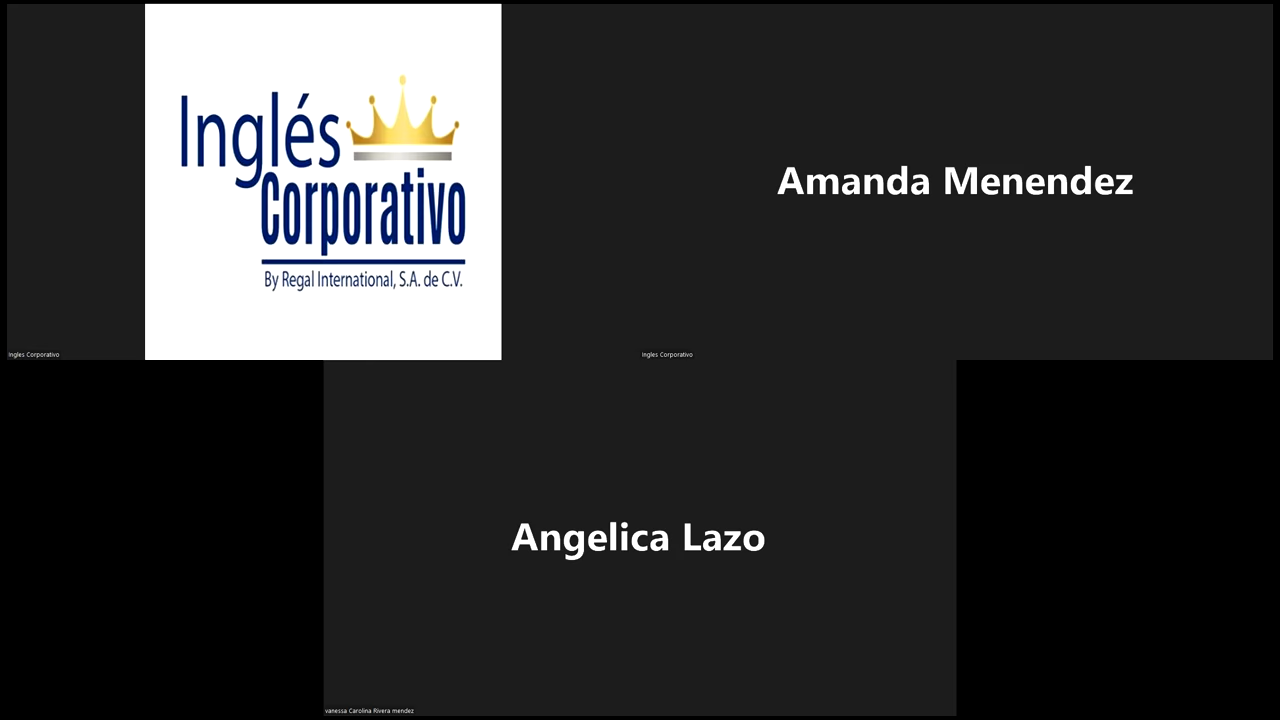 Inglés
Corporativo
By Regal International, S.A. de C.V.
Ingles Corporativo
Amanda Menendez
Ingles Corporativo
Angelica Lazo
vanessa Carolina Rivera mendez